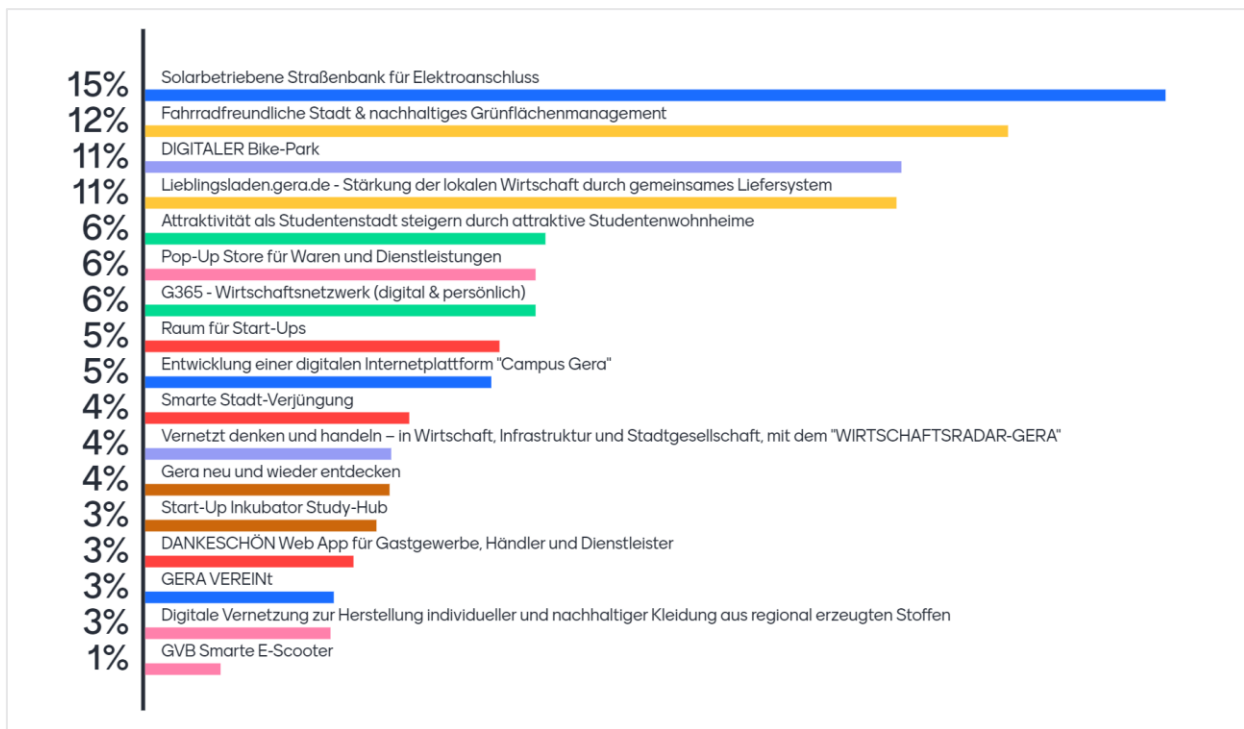 15% Solarbetriebene Straßenbank für Elektroanschluss
12% Fahrradfreundliche Stadt & nachhaltiges Grünflächenmanagement
11% DIGITALER Bike-Park
11% Lieblingsladen.gera.de - Stärkung der lokalen Wirtschaft durch gemeinsames Liefersystem
6% Attraktivität als Studentenstadt steigern durch attraktive Studentenwohnheime
6% Pop-Up Store für Waren und Dienstleistungen
6% G365 - Wirtschaftsnetzwerk (digital & persönlich)
5% Raum für Start-Ups
5% Entwicklung einer digitalen Internetplattform "Campus Gera"
4% Smarte Stadt-Verjüngung
4% Vernetzt denken und handeln – in Wirtschaft, Infrastruktur und Stadtgesellschaft, mit dem "WIRTSCHAFTSRADAR-GERA"
4% Gera neu und wieder entdecken
3% Start-Up Inkubator Study-Hub
3% DANKESCHÖN Web App für Gastgewerbe, Händler und Dienstleister
3% GERA VEREINt
3% Digitale Vernetzung zur Herstellung individueller und nachhaltiger Kleidung aus regional erzeugten Stoffen
1% GVB Smarte E-Scooter